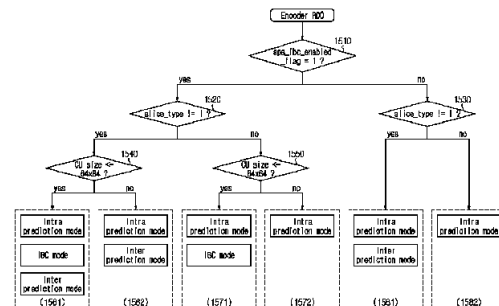 Encoder RDO
1510
sps_ibc_enabled
_flag = 1 ?
yes
no
1520
slice_type != I ?
1530
slice_type != I ?
yes
no
yes
no
1540
CU size <=
64x64 ?
1550
CU size <=
64x64 ?
yes
no
yes
no
Intra
prediction mode
IBC mode
Inter
prediction mode
(1561)
Intra
prediction mode
Inter
prediction mode
(1562)
Intra
prediction mode
IBC mode
(1571)
Intra
prediction mode
(1572)
Intra
prediction mode
Inter
prediction mode
(1581)
Intra
prediction mode
(1582)